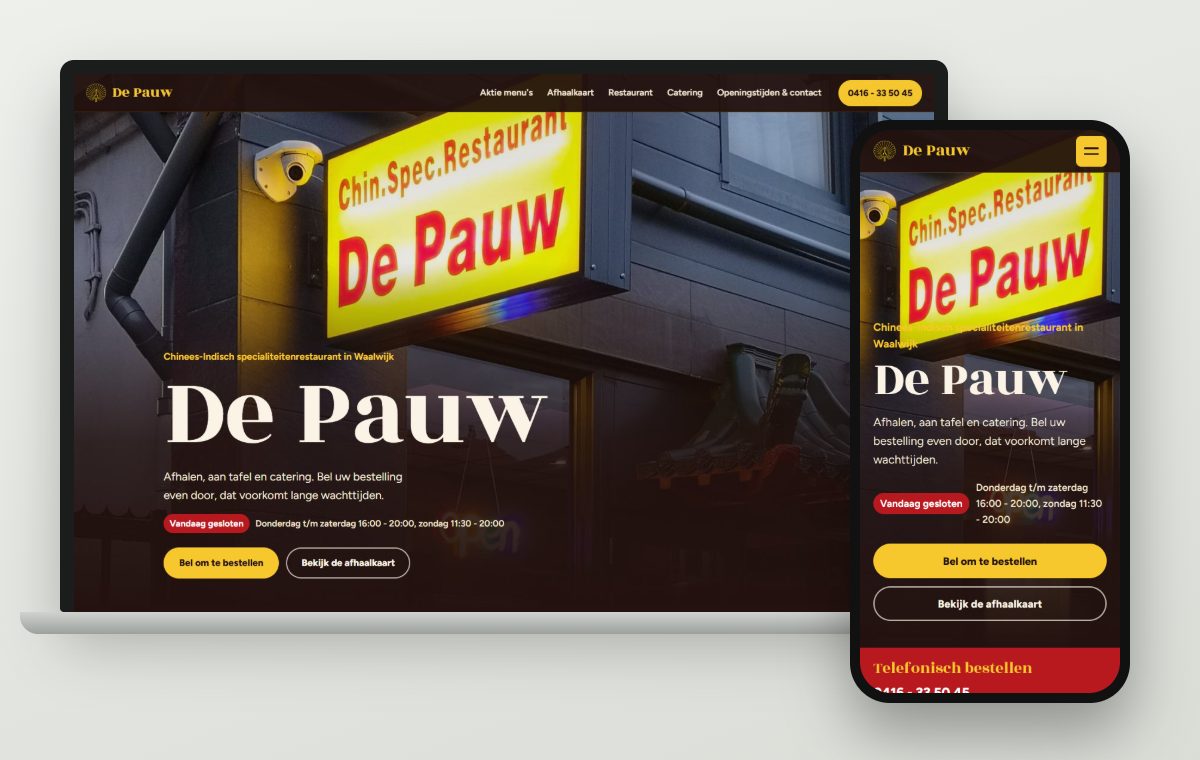 De Pauw
Aktie menu's Afhaalkaart Restaurant Catering Openingstijden & contact 0416 - 33 50 45
Chin.Spec.Restaurant
De Pauw
Chinees-Indisch specialiteitenrestaurant in Waalwijk
De Pauw
Afhalen, aan tafel en catering. Bel uw bestelling
even door, dat voorkomt lange wachttijden.
Vandaag gesloten Donderdag t/m zaterdag 16:00 - 20:00, zondag 11:30 - 20:00
open
Bel om te bestellen Bekijk de afhaalkaart
De Pauw
Chin.Spec.Restaurant
De Pauw
Chinees-Indisch specialiteitenrestaurant in
Waalwijk
De Pauw
Afhalen, aan tafel en catering. Bel uw
bestelling even door, dat voorkomt lange
wachttijden.
Vandaag gesloten
Donderdag t/m zaterdag
16:00 - 20:00, zondag 11:30
- 20:00
Bel om te bestellen
Bekijk de afhaalkaart
Telefonisch bestellen
0416 - 33 50 45